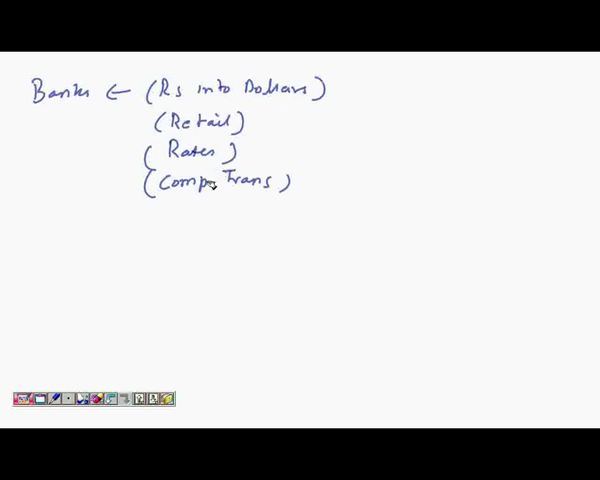 Banks ← (Rs into Dollars)
(Retail)
(Rates)
(Comp. Trans)